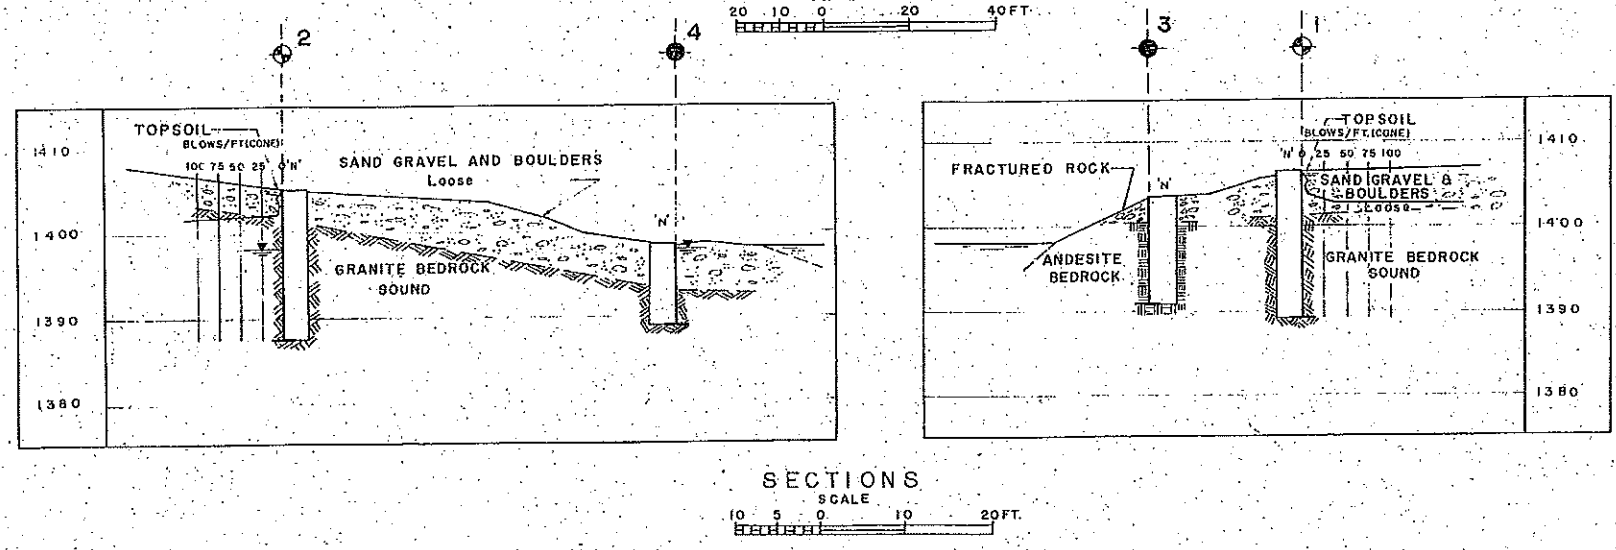 20 10 0 20 40 FT.
2
4
3
1
TOPSOIL
BLOWS/FT.(CONE)
100 75 50 25 0 'N'
SAND GRAVEL AND BOULDERS
Loose
'N'
GRANITE BEDROCK
SOUND
1410
1400
1390
1380
TOPSOIL
BLOWS/FT.(CONE)
'N' 0 25 50 75 100
FRACTURED ROCK
'N'
SAND GRAVEL &
BOULDERS
Loose
ANDESITE
BEDROCK
GRANITE BEDROCK
SOUND
1410
1400
1390
1380
SECTIONS
SCALE
10 5 0 10 20 FT.